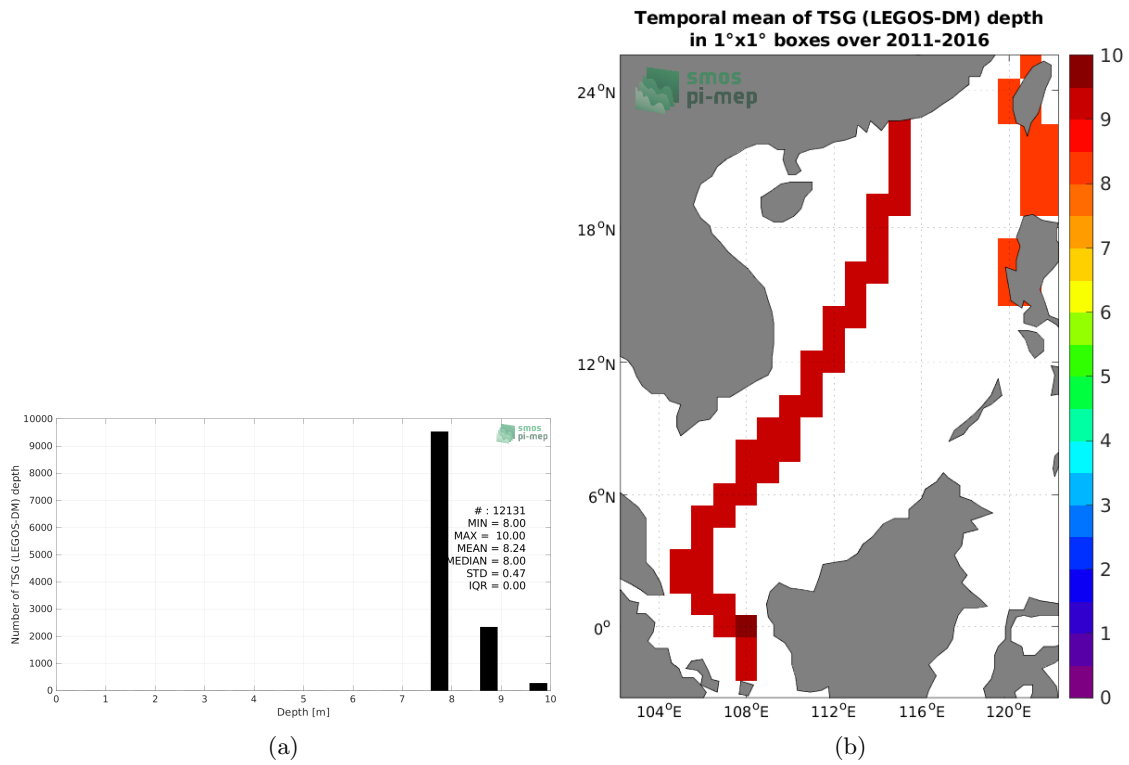 10000
9000
8000
7000
6000
5000
4000
3000
2000
1000
0
Number of TSG (LEGOS-DM) depth
smos
pi-mep
# : 12131
MIN = 8.00
MAX = 10.00
MEAN = 8.24
MEDIAN = 8.00
STD = 0.47
IQR = 0.00
0 1 2 3 4 5 6 7 8 9 10
Depth [m]
(a)
Temporal mean of TSG (LEGOS-DM) depth
in 1°x1° boxes over 2011-2016
smos
pi-mep
24°N
18°N
12°N
6°N
0°
104°E 108°E 112°E 116°E 120°E
10
9
8
7
6
5
4
3
2
1
0
(b)